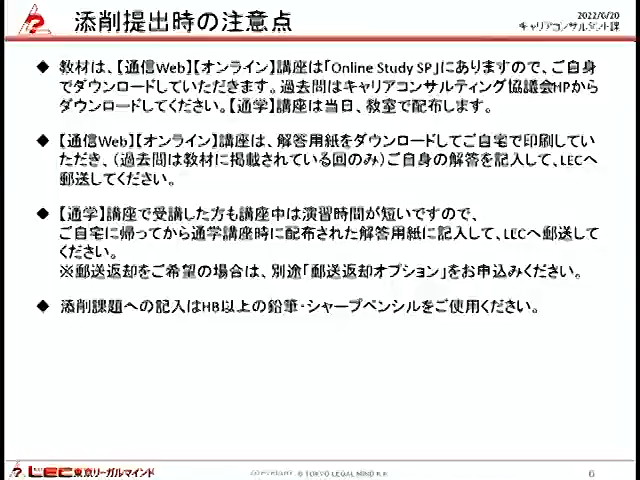 添削提出時の注意点
2022/6/20
キャリアコンサルタント課
◆ 教材は、【通信Web】【オンライン】講座は「Online Study SP」にありますので、ご自身
でダウンロードしていただきます。過去問はキャリアコンサルティング協議会HPから
ダウンロードしてください。【通学】講座は当日、教室で配布します。
◆ 【通信Web】【オンライン】講座は、解答用紙をダウンロードしてご自宅で印刷してい
ただき、（過去問は教材に掲載されている回のみ）ご自身の解答を記入して、LECへ
郵送してください。
◆ 【通学】講座で受講した方も講座中は演習時間が短いですので、
ご自宅に帰ってから通学講座時に配布された解答用紙に記入して、LECへ郵送して
ください。
※郵送返却をご希望の場合は、別途「郵送返却オプション」をお申込みください。
◆ 添削課題への記入はHB以上の鉛筆・シャープペンシルをご使用ください。
LEC東京リーガルマインド
COPYRIGHT © TOKYO LEGAL MIND K.K
6